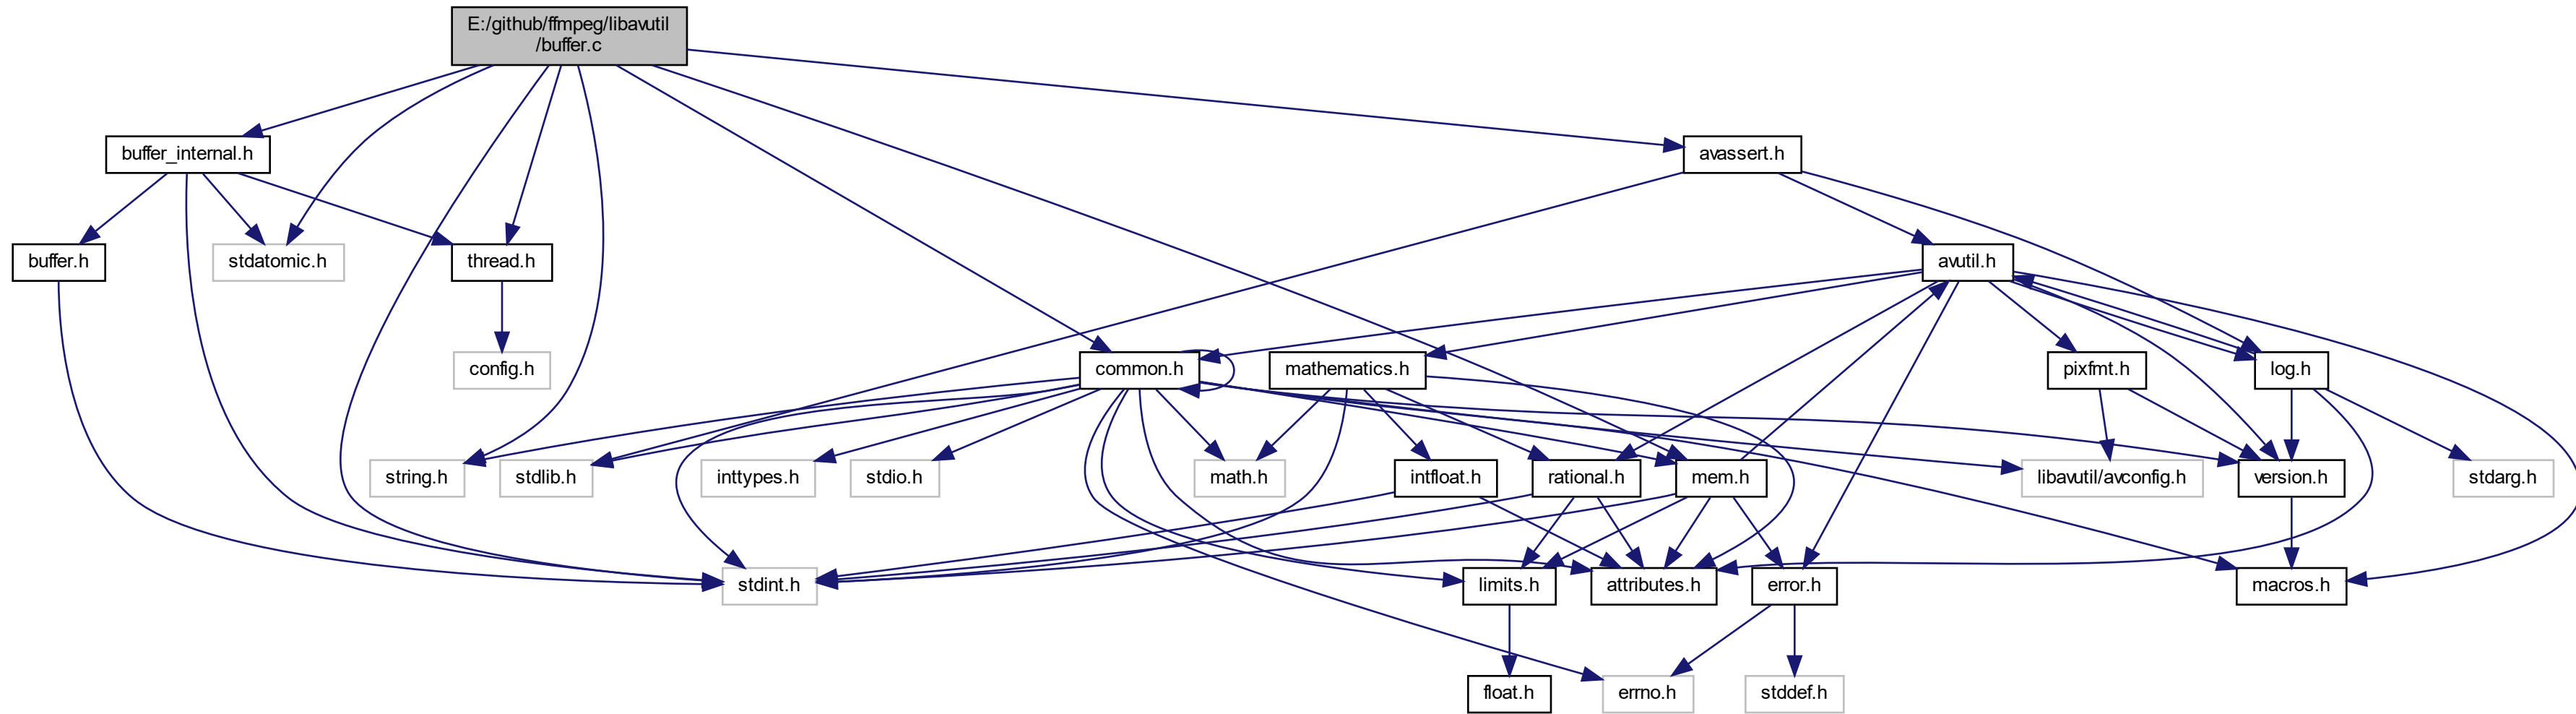 E:/github/ffmpeg/libavutil
/buffer.c
buffer_internal.h
avassert.h
buffer.h
stdatomic.h
thread.h
avutil.h
config.h
common.h
mathematics.h
pixfmt.h
log.h
string.h
stdlib.h
inttypes.h
stdio.h
math.h
intfloat.h
rational.h
mem.h
libavutil/avconfig.h
version.h
stdarg.h
stdint.h
limits.h
attributes.h
error.h
macros.h
float.h
errno.h
stddef.h